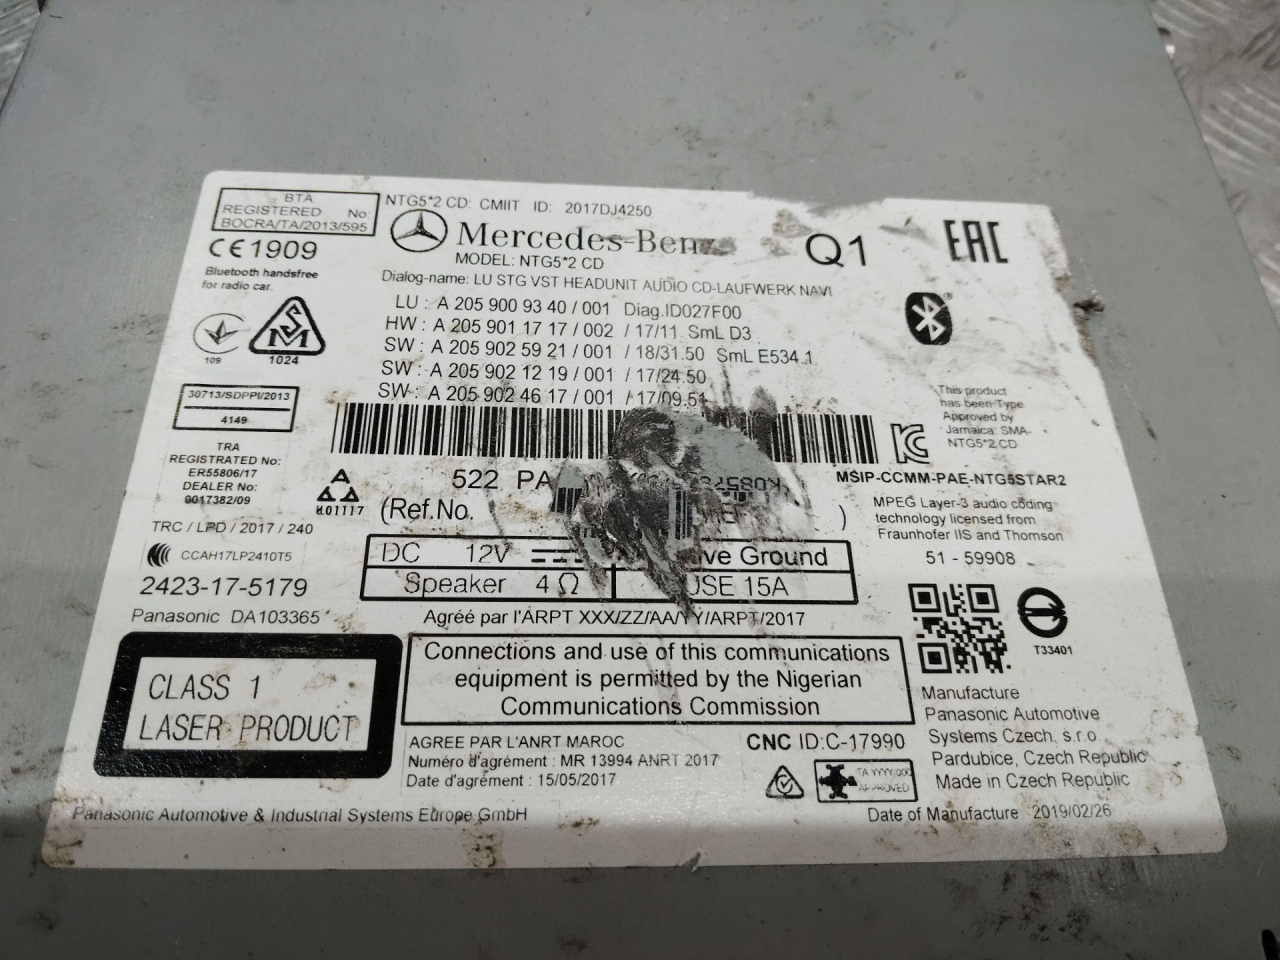 BTA
REGISTERED No:
BOCRA/TA/2013/595
NTG5*2 CD: CMIIT ID: 2017DJ4250
Mercedes-Benz
Q1
EAC
CE1909
MODEL: NTG5*2 CD
Bluetooth handsfree
for radio car.
Dialog-name: LU STG VST HEADUNIT AUDIO CD-LAUFWERK NAVI
LU : A 205 900 93 40 / 001 Diag.ID027F00
HW : A 205 901 17 17 / 002 / 17/11 SmL D3
SW : A 205 902 59 21 / 001 / 18/31.50 SmL E534.1
SW : A 205 902 12 19 / 001 / 17/24.50
SW : A 205 902 46 17 / 001 / 17/09.51
109
SM
1024
30713/SDPPI/2013
4149
This product
has been Type
Approved by
Jamaica: SMA-
NTG5*2 CD
TRA
REGISTRATED No:
ER55806/17
DEALER No:
0017382/09
H.01117
522 PA
(Ref.No. )
MSIP-CCMM-PAE-NTG5STAR2
MPEG Layer-3 audio coding
technology licensed from
Fraunhofer IIS and Thomson
TRC / LPD / 2017 / 240
CCAH17LP2410T5
DC 12V Ground
Speaker 4 Ω 15A
51 - 59908
2423-17-5179
Panasonic DA103365
Agréé par l'ARPT XXX/ZZ/AA/YY/ARPT/2017
T33401
CLASS 1
LASER PRODUCT
Connections and use of this communications
equipment is permitted by the Nigerian
Communications Commission
Manufacture
Panasonic Automotive
Systems Czech, s.r.o.
Pardubice, Czech Republic
Made in Czech Republic
AGREE PAR L'ANRT MAROC
Numéro d'agrément : MR 13994 ANRT 2017
Date d'agrément : 15/05/2017
CNC ID:C-17990
TA YYYY.000
APPROVED
Panasonic Automotive & Industrial Systems Europe GmbH
Date of Manufacture 2019/02/26